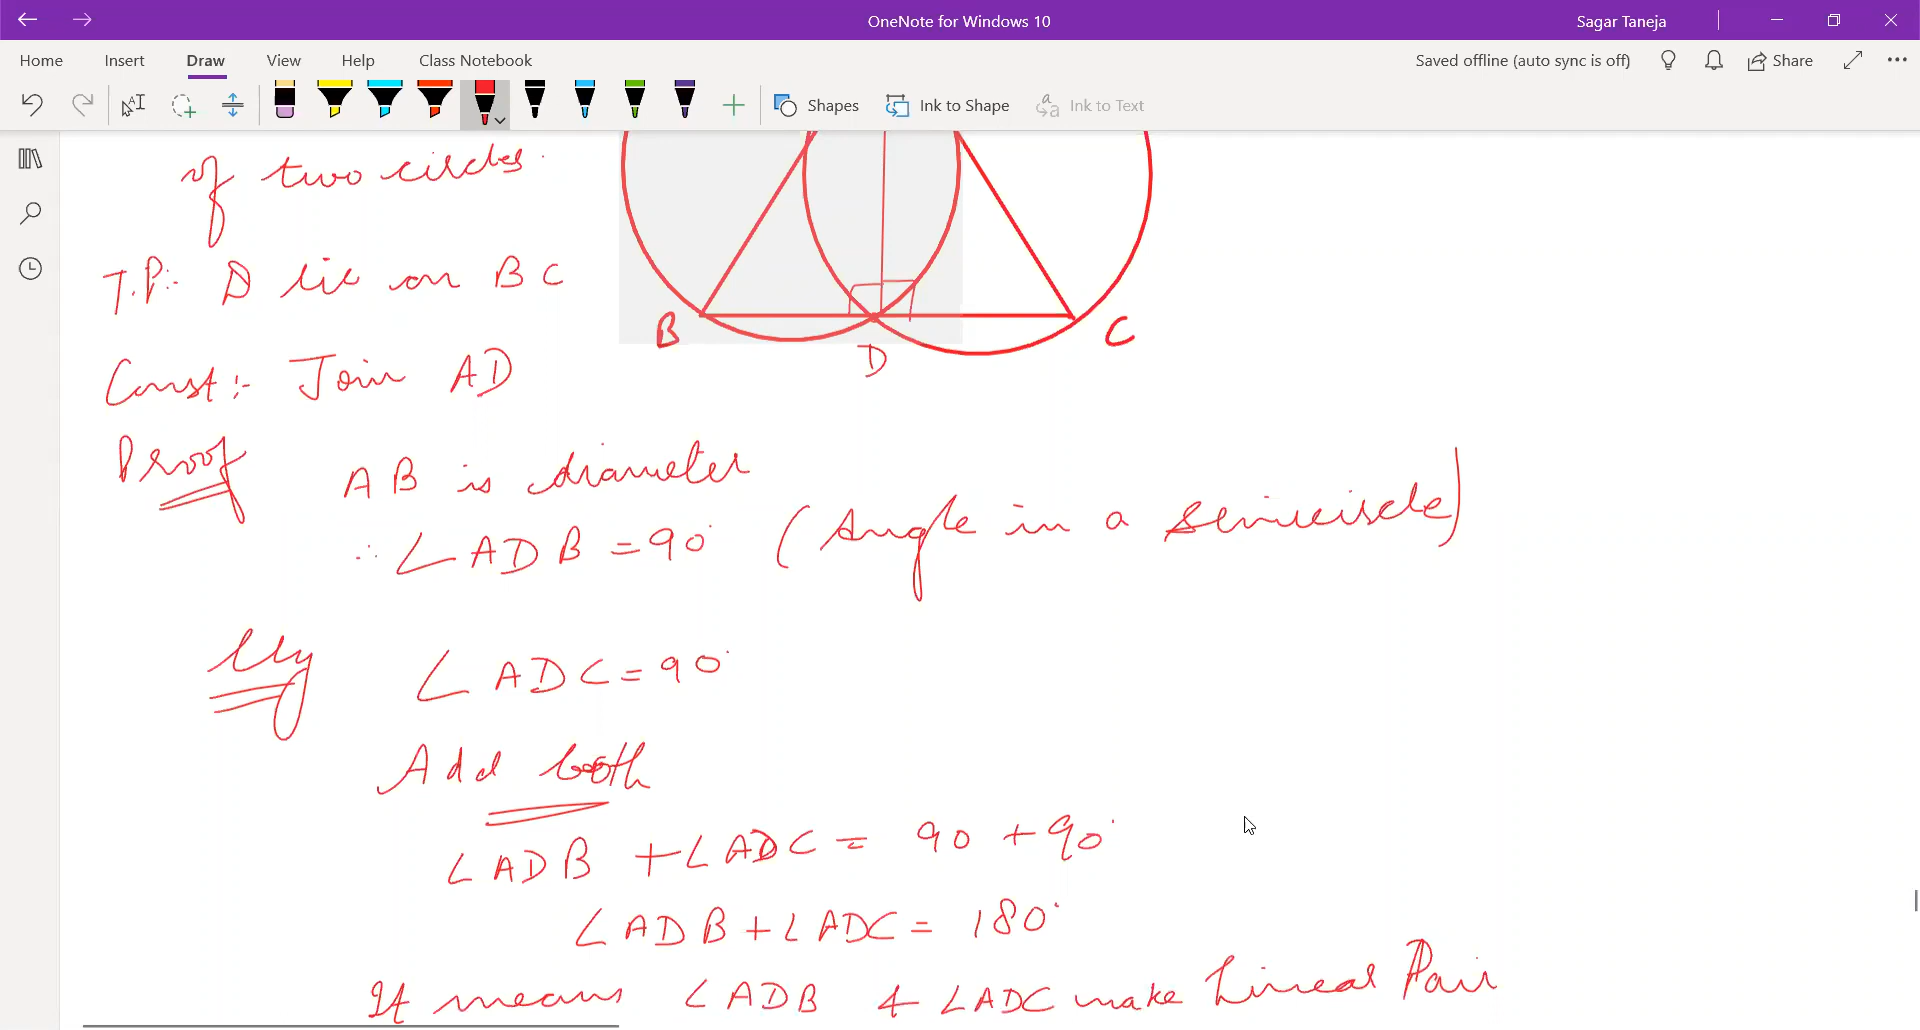 OneNote for Windows 10
Sagar Taneja
Home Insert Draw View Help Class Notebook
Saved offline (auto sync is off) Share
Shapes Ink to Shape Ink to Text
of two circles.
T.P:- D lie on BC
B D C
Const:- Join AD
Proof AB is diameter
∴ ∠ADB = 90° (Angle in a semicircle)
llly ∠ADC = 90°
Add both
∠ADB + ∠ADC = 90 + 90°
∠ADB + ∠ADC = 180°
It means ∠ADB & ∠ADC make Linear Pair